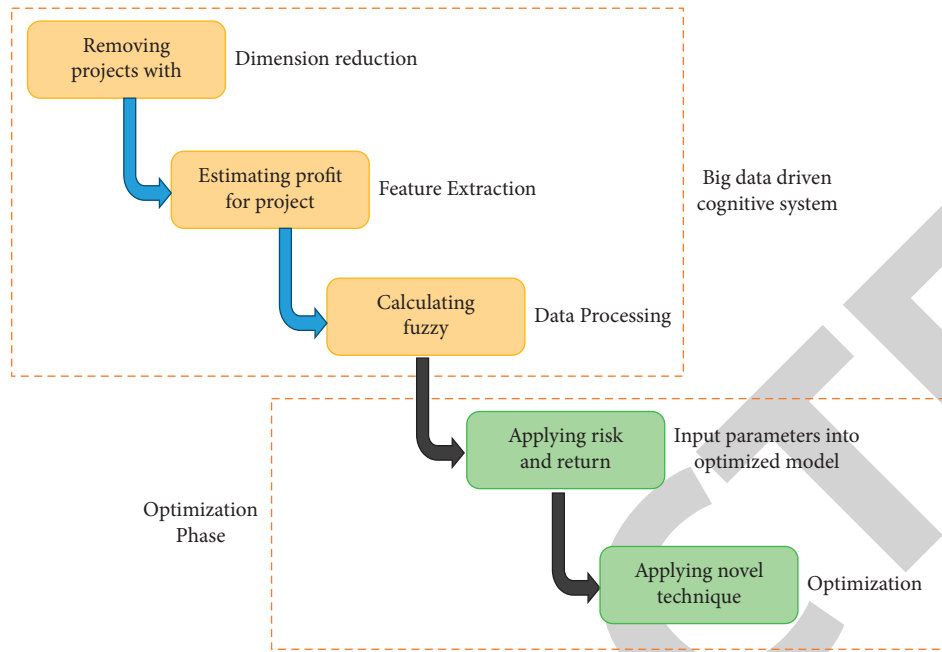 Removing
projects with
Dimension reduction
Estimating profit
for project
Feature Extraction
Big data driven
cognitive system
Calculating
fuzzy
Data Processing
Applying risk
and return
Input parameters into
optimized model
Optimization
Phase
Applying novel
technique
Optimization
CTE